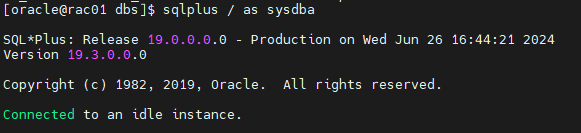 [oracle@rac01 dbs]$ sqlplus / as sysdba
SQL*Plus: Release 19.0.0.0.0 - Production on Wed Jun 26 16:44:21 2024
Version 19.3.0.0.0
Copyright (c) 1982, 2019, Oracle.  All rights reserved.
Connected to an idle instance.